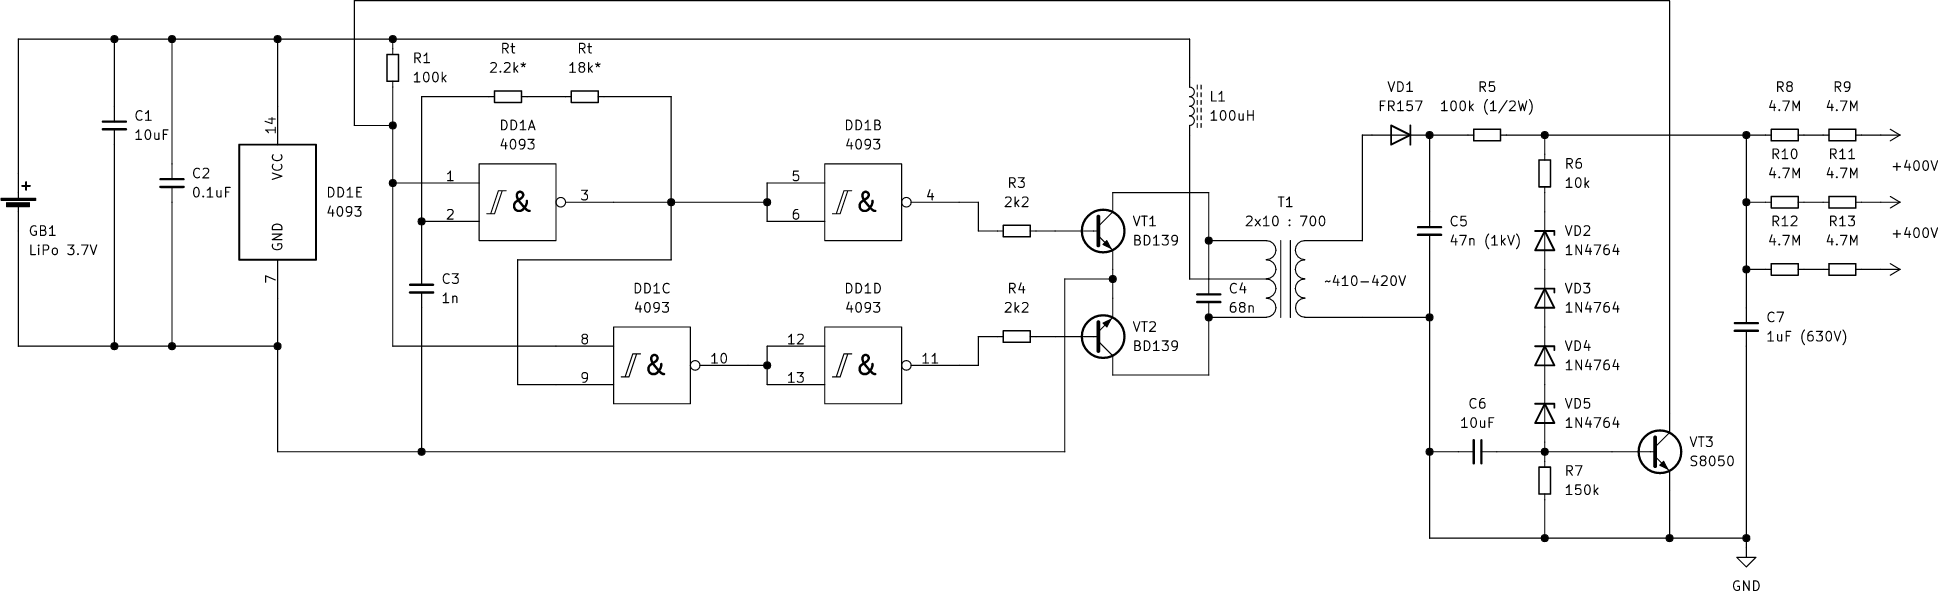 GB1
LiPo 3.7V
+
C1
10uF
C2
0.1uF
14
VCC
GND
7
DD1E
4093
R1
100k
Rt
2.2k*
Rt
18k*
DD1A
4093
1
2
&
3
C3
1n
DD1B
4093
5
6
&
4
DD1C
4093
8
9
&
10
DD1D
4093
12
13
&
11
R3
2k2
R4
2k2
VT1
BD139
VT2
BD139
L1
100uH
C4
68n
T1
2x10 : 700
~410-420V
VD1
FR157
R5
100k (1/2W)
C5
47n (1kV)
R6
10k
VD2
1N4764
VD3
1N4764
VD4
1N4764
VD5
1N4764
C6
10uF
R7
150k
VT3
S8050
R8
4.7M
R9
4.7M
R10
4.7M
R11
4.7M
+400V
R12
4.7M
R13
4.7M
+400V
C7
1uF (630V)
GND